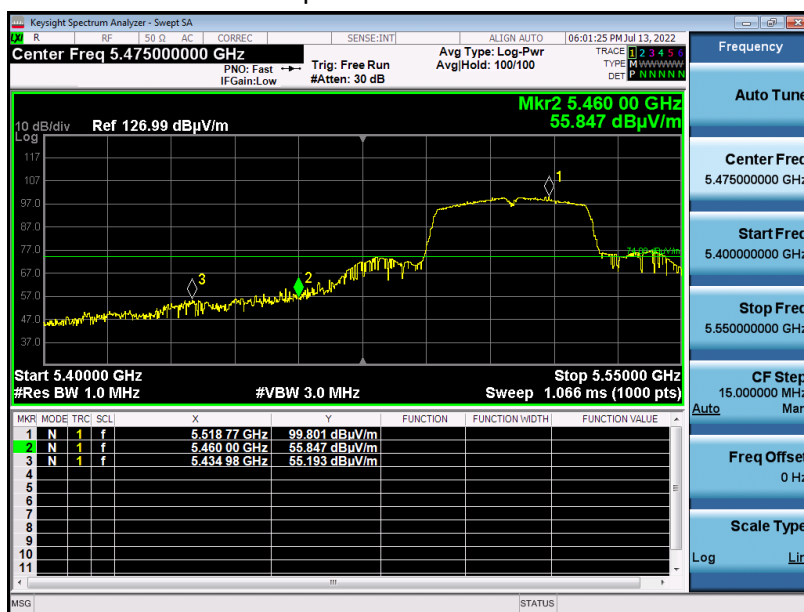 Keysight Spectrum Analyzer - Swept SA
LXI R RF 50 Ω AC CORREC SENSE:INT ALIGN AUTO 06:01:25 PM Jul 13, 2022
Center Freq 5.475000000 GHz
PNO: Fast
IFGain:Low
Trig: Free Run
#Atten: 30 dB
Avg Type: Log-Pwr
Avg|Hold: 100/100
TRACE 1 2 3 4 5 6
TYPE M W W W W W
DET P N N N N N
Mkr2 5.460 00 GHz
55.847 dBµV/m
10 dB/div Ref 126.99 dBµV/m
Log
117
107
97.0
87.0
77.0
67.0
57.0
47.0
37.0
1
2
3
Start 5.40000 GHz
Stop 5.55000 GHz
#Res BW 1.0 MHz
#VBW 3.0 MHz
Sweep 1.066 ms (1000 pts)
MKR MODE TRC SCL X Y FUNCTION FUNCTION WIDTH FUNCTION VALUE
1 N 1 f 5.518 77 GHz 99.801 dBµV/m
2 N 1 f 5.460 00 GHz 55.847 dBµV/m
3 N 1 f 5.434 98 GHz 55.193 dBµV/m
4
5
6
7
8
9
10
11
MSG
STATUS
Frequency
Auto Tune
Center Freq
5.475000000 GHz
Start Freq
5.400000000 GHz
Stop Freq
5.550000000 GHz
CF Step
15.000000 MHz
Auto Man
Freq Offset
0 Hz
Scale Type
Log Lin